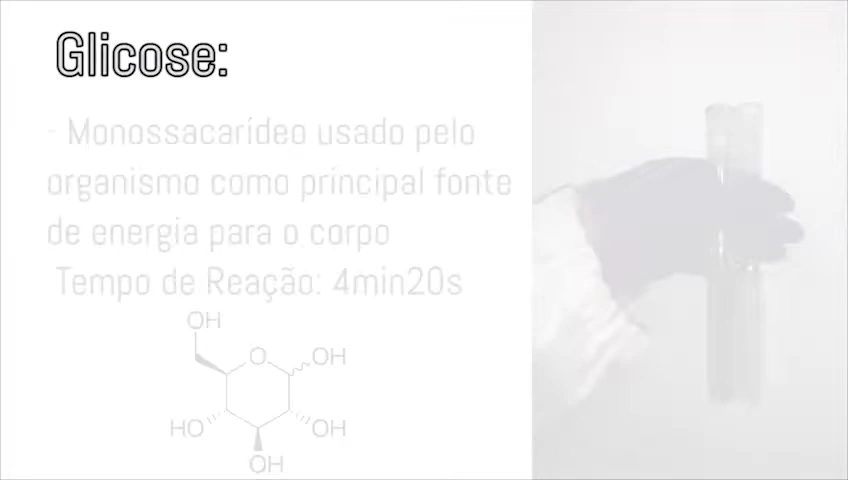 Glicose:
- Monossacarídeo usado pelo
organismo como principal fonte
de energia para o corpo
Tempo de Reação: 4min20s
OH
O OH
HO OH
OH